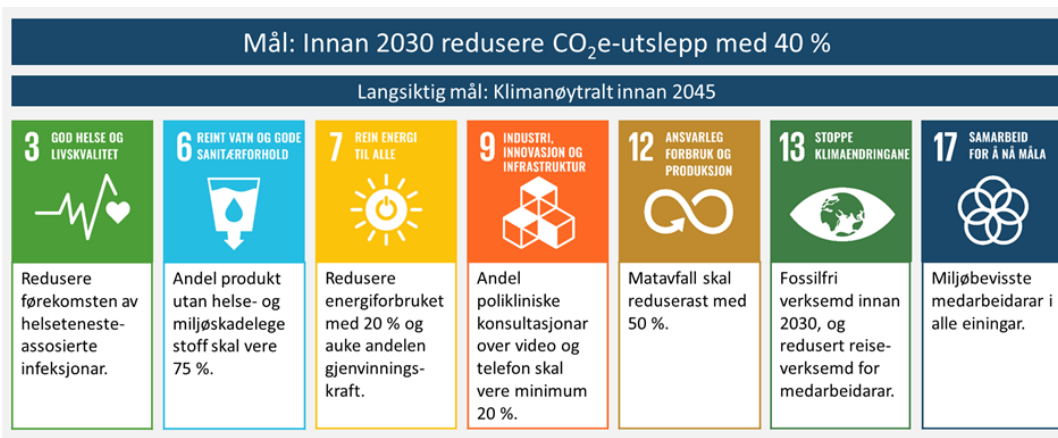 Mål: Innan 2030 redusere CO₂e-utslepp med 40 %
Langsiktig mål: Klimanøytralt innan 2045
3 GOD HELSE OG
LIVSKVALITET
Redusere
førekomsten av
helseteneste-
assosierte
infeksjonar.
6 REINT VATN OG GODE
SANITÆRFORHOLD
Andel produkt
utan helse- og
miljøskadelege
stoff skal vere
75 %.
7 REIN ENERGI
TIL ALLE
Redusere
energiforbruket
med 20 % og
auke andelen
gjenvinnings-
kraft.
9 INDUSTRI,
INNOVASJON OG
INFRASTRUKTUR
Andel
polikliniske
konsultasjonar
over video og
telefon skal
vere minimum
20 %.
12 ANSVARLEG
FORBRUK OG
PRODUKSJON
Matavfall skal
reduserast med
50 %.
13 STOPPE
KLIMAENDRINGANE
Fossilfri
verksemd innan
2030, og
redusert reise-
verksemd for
medarbeidarar.
17 SAMARBEID
FOR Å NÅ MÅLA
Miljøbevisste
medarbeidarar i
alle einingar.